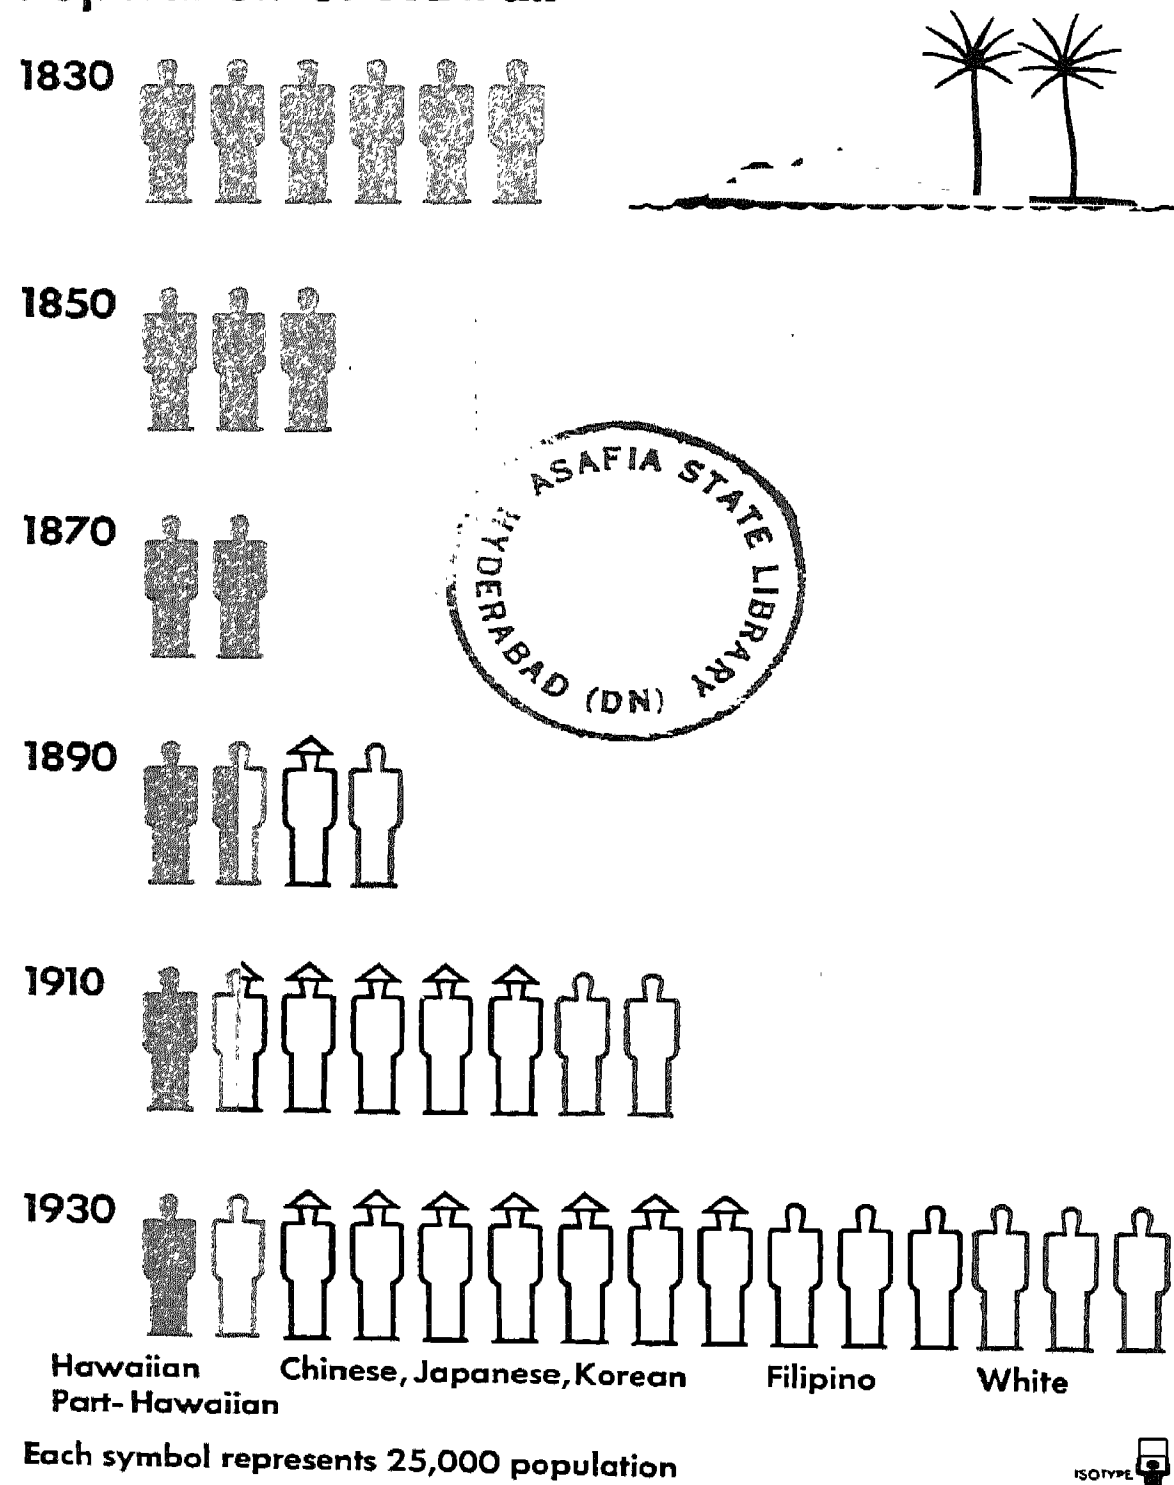 1830
1850
ASAFIA STATE LIBRARY
HYDERABAD (DN)
1870
1890
1910
1930
Hawaiian
Part-Hawaiian
Chinese, Japanese, Korean
Filipino
White
Each symbol represents 25,000 population
ISOTYPE